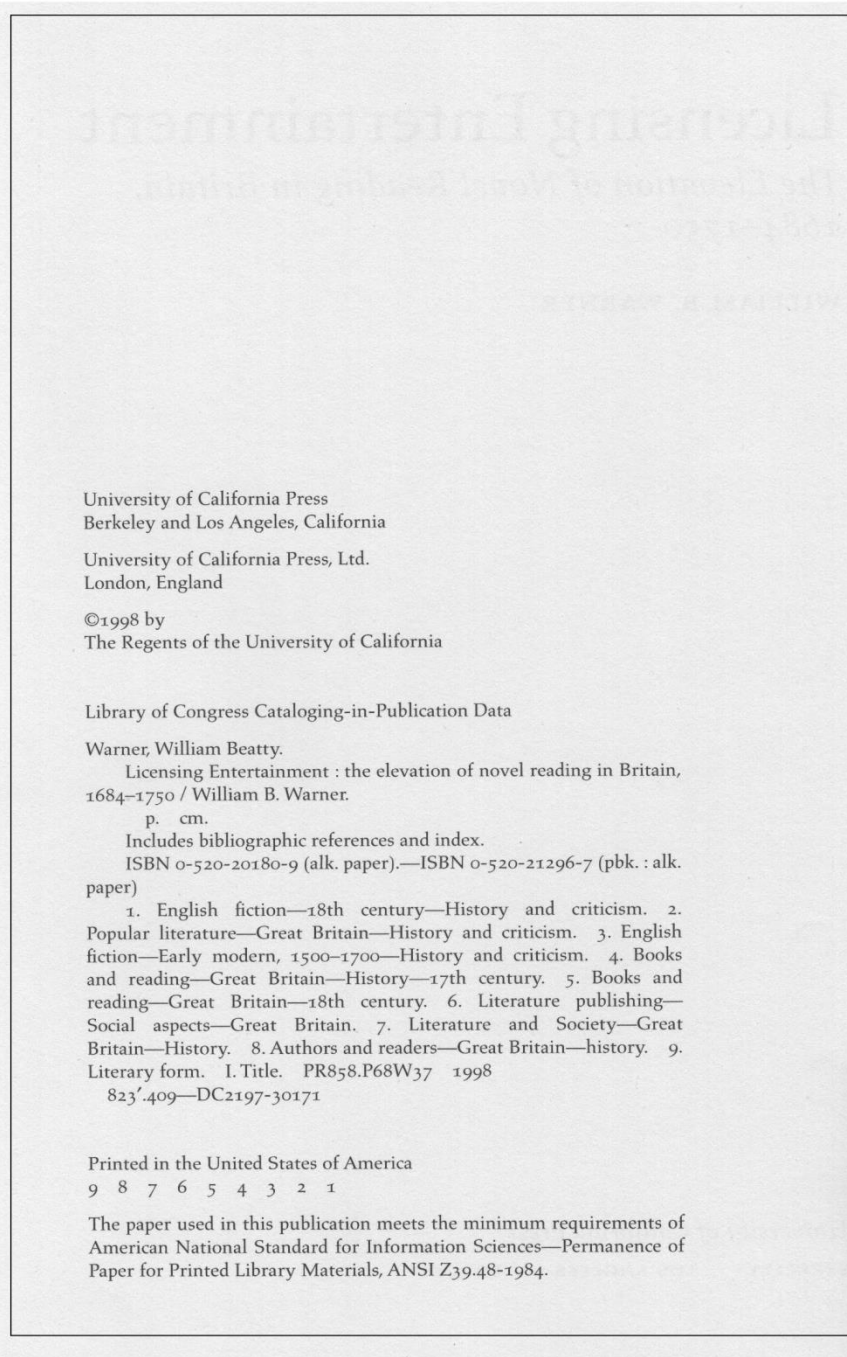 University of California Press
Berkeley and Los Angeles, California
University of California Press, Ltd.
London, England
©1998 by
The Regents of the University of California
Library of Congress Cataloging-in-Publication Data
Warner, William Beatty.
Licensing Entertainment : the elevation of novel reading in Britain,
1684–1750 / William B. Warner.
p. cm.
Includes bibliographic references and index.
ISBN 0-520-20180-9 (alk. paper).—ISBN 0-520-21296-7 (pbk. : alk.
paper)
1. English fiction—18th century—History and criticism. 2.
Popular literature—Great Britain—History and criticism. 3. English
fiction—Early modern, 1500–1700—History and criticism. 4. Books
and reading—Great Britain—History—17th century. 5. Books and
reading—Great Britain—18th century. 6. Literature publishing—
Social aspects—Great Britain. 7. Literature and Society—Great
Britain—History. 8. Authors and readers—Great Britain—history. 9.
Literary form. I. Title. PR858.P68W37 1998
823′.409—DC2197-30171
Printed in the United States of America
9 8 7 6 5 4 3 2 1
The paper used in this publication meets the minimum requirements of
American National Standard for Information Sciences—Permanence of
Paper for Printed Library Materials, ANSI Z39.48-1984.